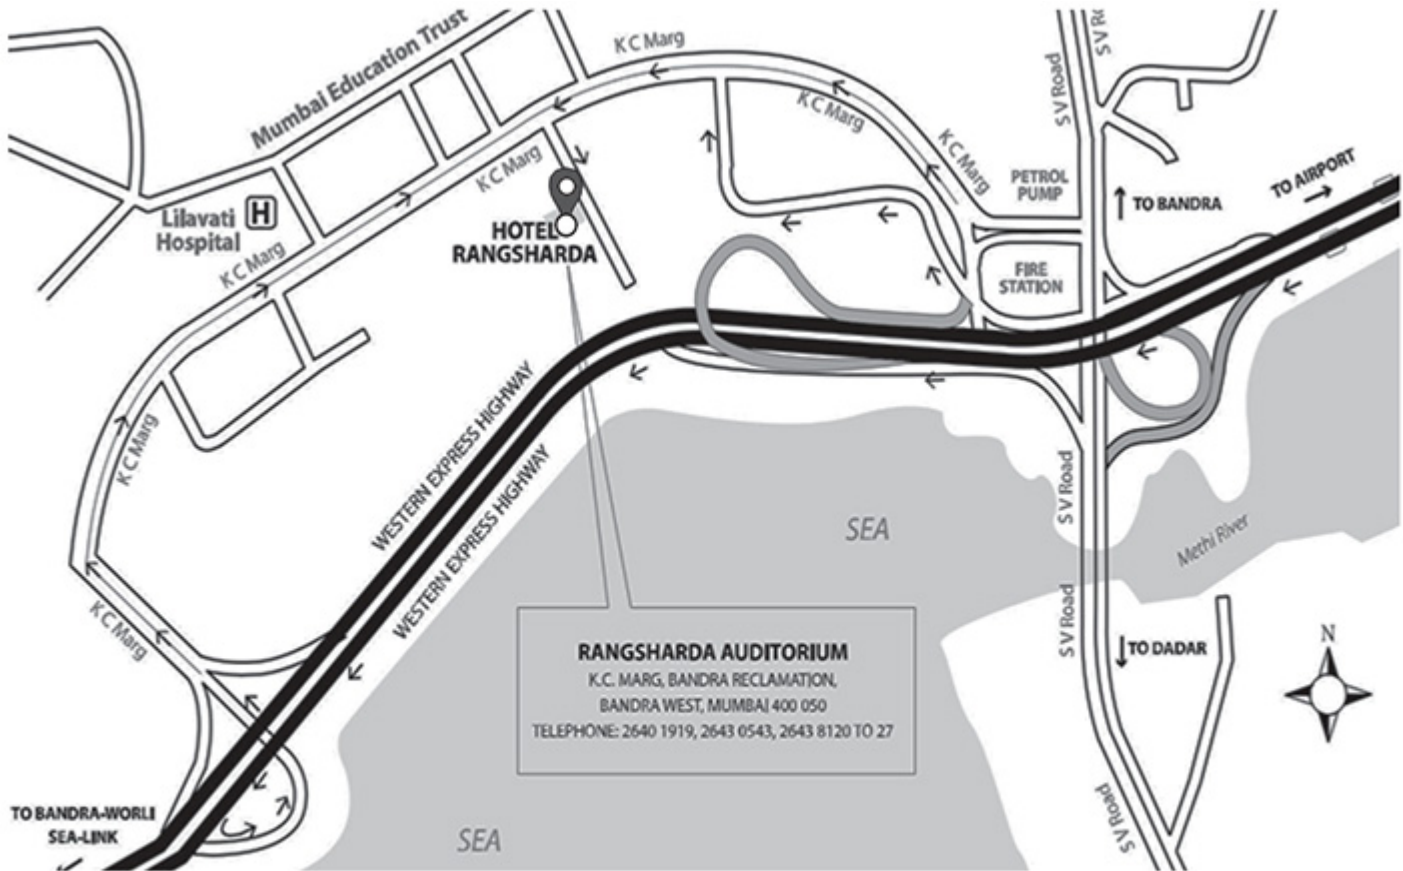 K C Marg
S V Road
S V R
Mumbai Education Trust
K C Marg
K C Marg
K C Marg
PETROL
PUMP
TO BANDRA
TO AIRPORT
Lilavati
Hospital
H
HOTEL
RANGSHARDA
K C Marg
FIRE
STATION
K C Marg
WESTERN EXPRESS HIGHWAY
WESTERN EXPRESS HIGHWAY
S V Road
SEA
Methi River
K C Marg
S V Road
TO DADAR
N
RANGSHARDA AUDITORIUM
K.C. MARG, BANDRA RECLAMATION,
BANDRA WEST, MUMBAI 400 050
TELEPHONE: 2640 1919, 2643 0543, 2643 8120 TO 27
TO BANDRA-WORLI
SEA-LINK
SEA
S V Road